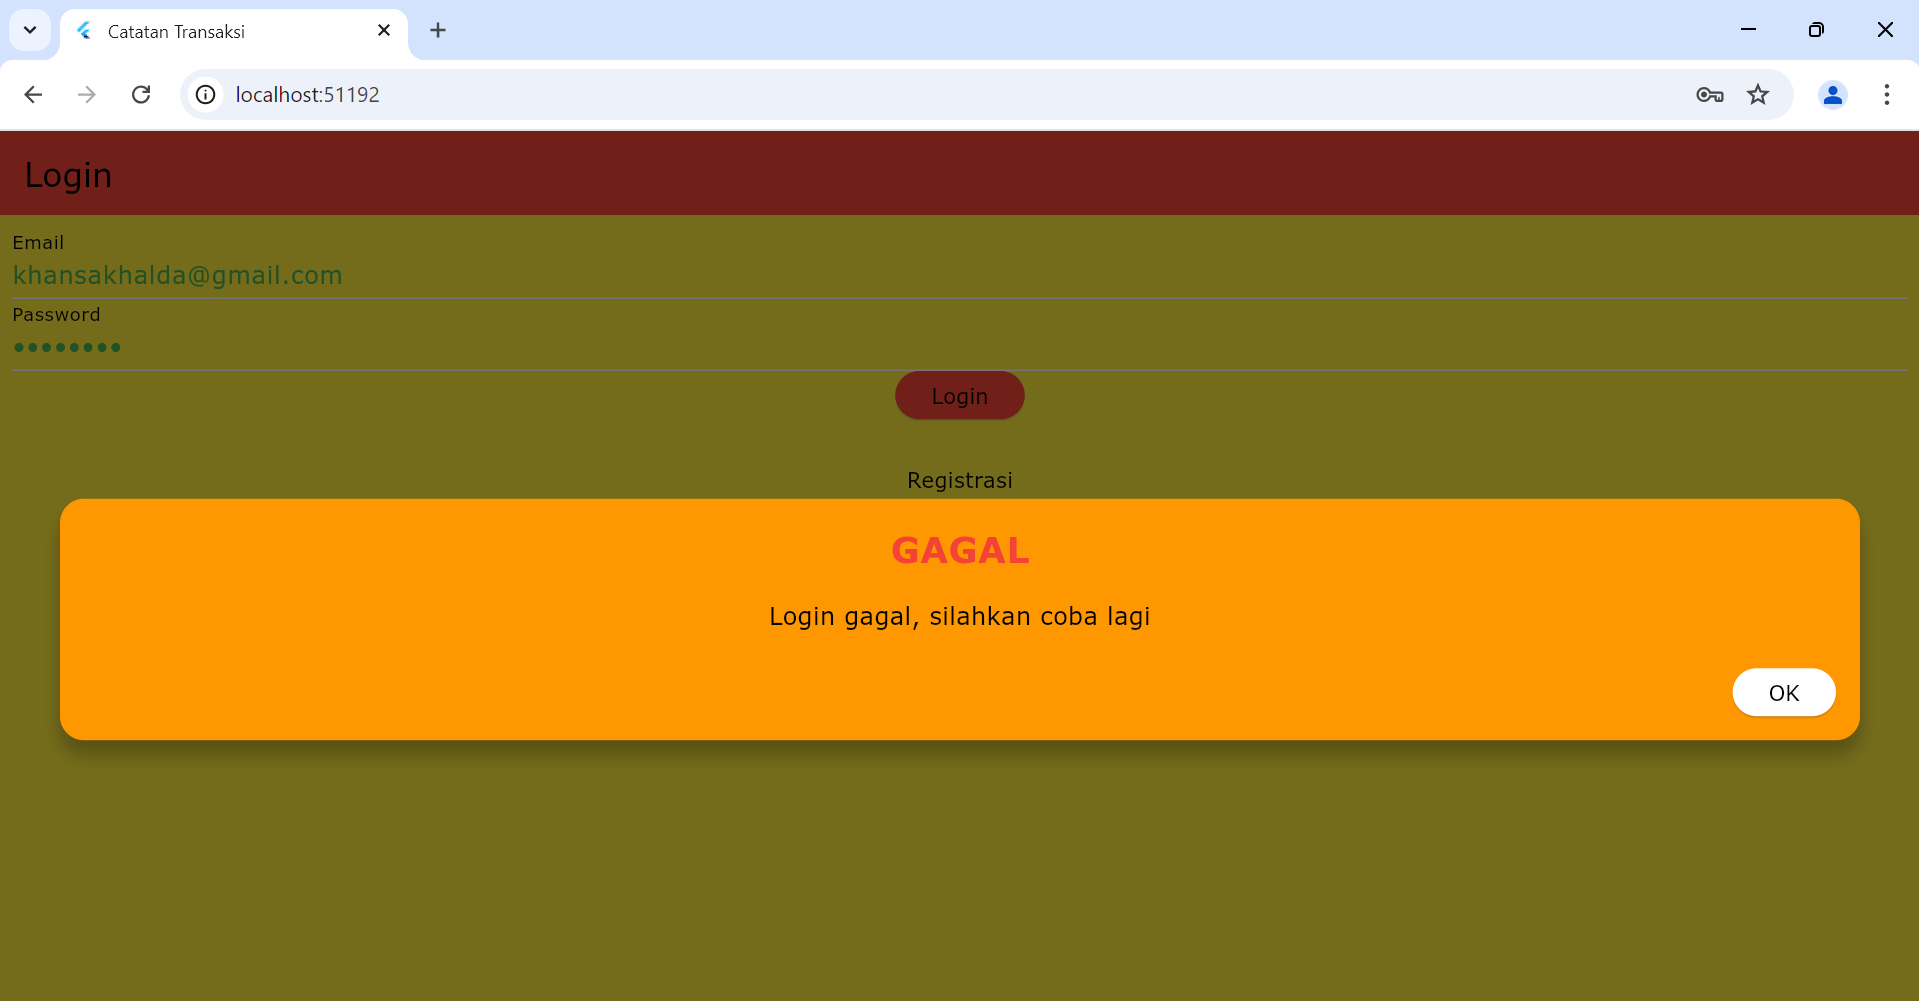 Catatan Transaksi
localhost:51192
Login
Email
khansakhalda@gmail.com
Password
••••••••
Login
Registrasi
GAGAL
Login gagal, silahkan coba lagi
OK